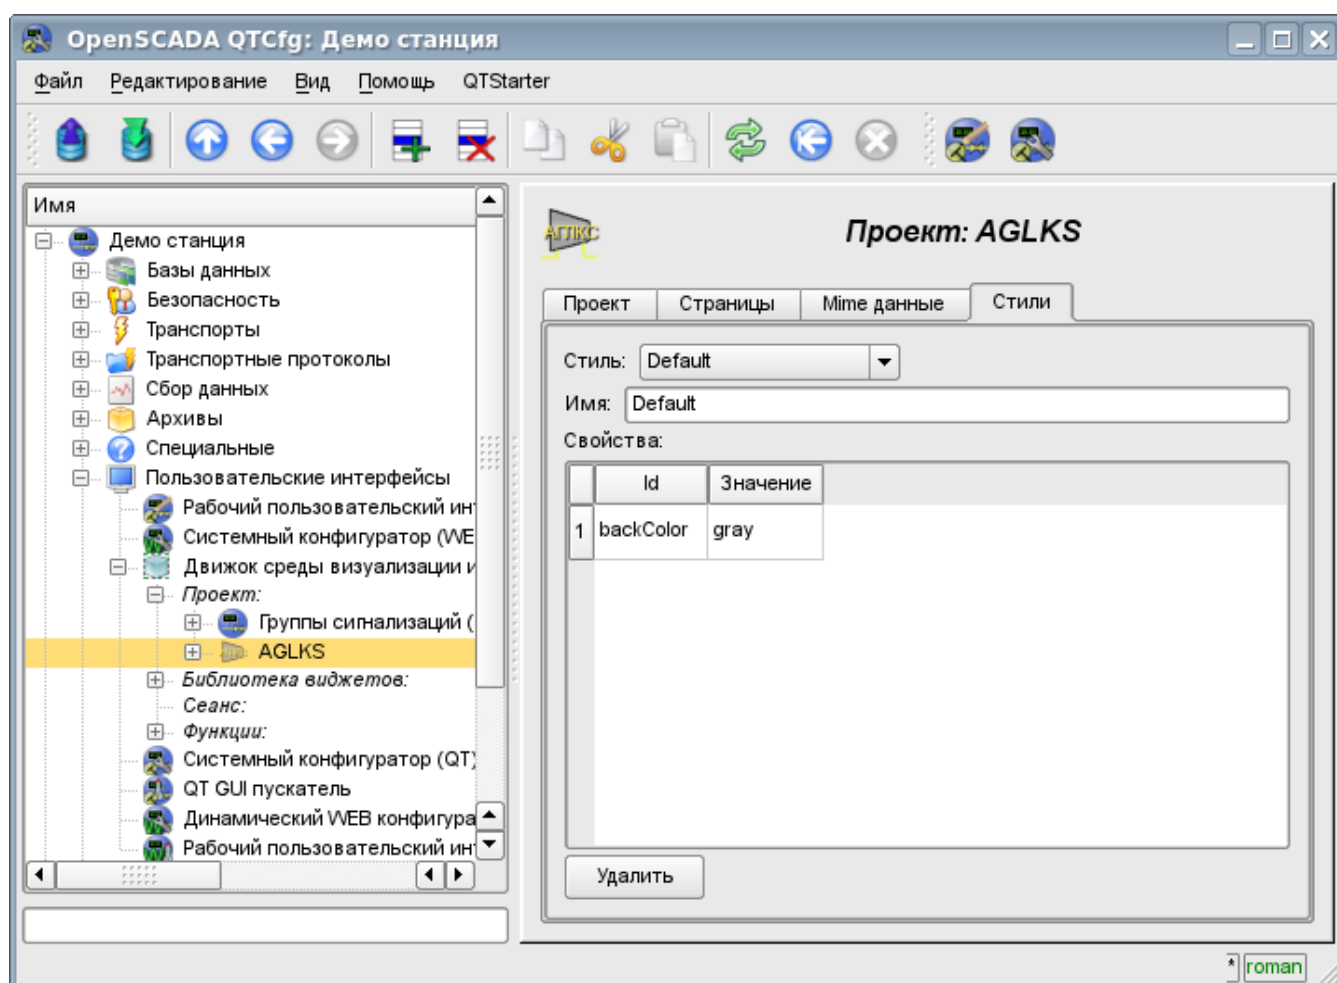 OpenSCADA QTCfg: Демо станция
Файл Редактирование Вид Помощь QTStarter
Имя
Демо станция
Базы данных
Безопасность
Транспорты
Транспортные протоколы
Сбор данных
Архивы
Специальные
Пользовательские интерфейсы
Рабочий пользовательский ин
Системный конфигуратор (WE
Движок среды визуализации и
Проект:
Группы сигнализаций (
AGLKS
Библиотека виджетов:
Сеанс:
Функции:
Системный конфигуратор (QT)
QT GUI пускатель
Динамический WEB конфигура
Рабочий пользовательский ин
АГЛКС
Проект: AGLKS
Проект Страницы Mime данные Стили
Стиль: Default
Имя: Default
Свойства:
Id Значение
1 backColor gray
Удалить
* roman